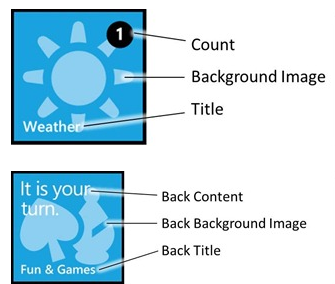 1
Count
Background Image
Title
Weather
It is your
turn.
Back Content
Back Background Image
Back Title
Fun & Games